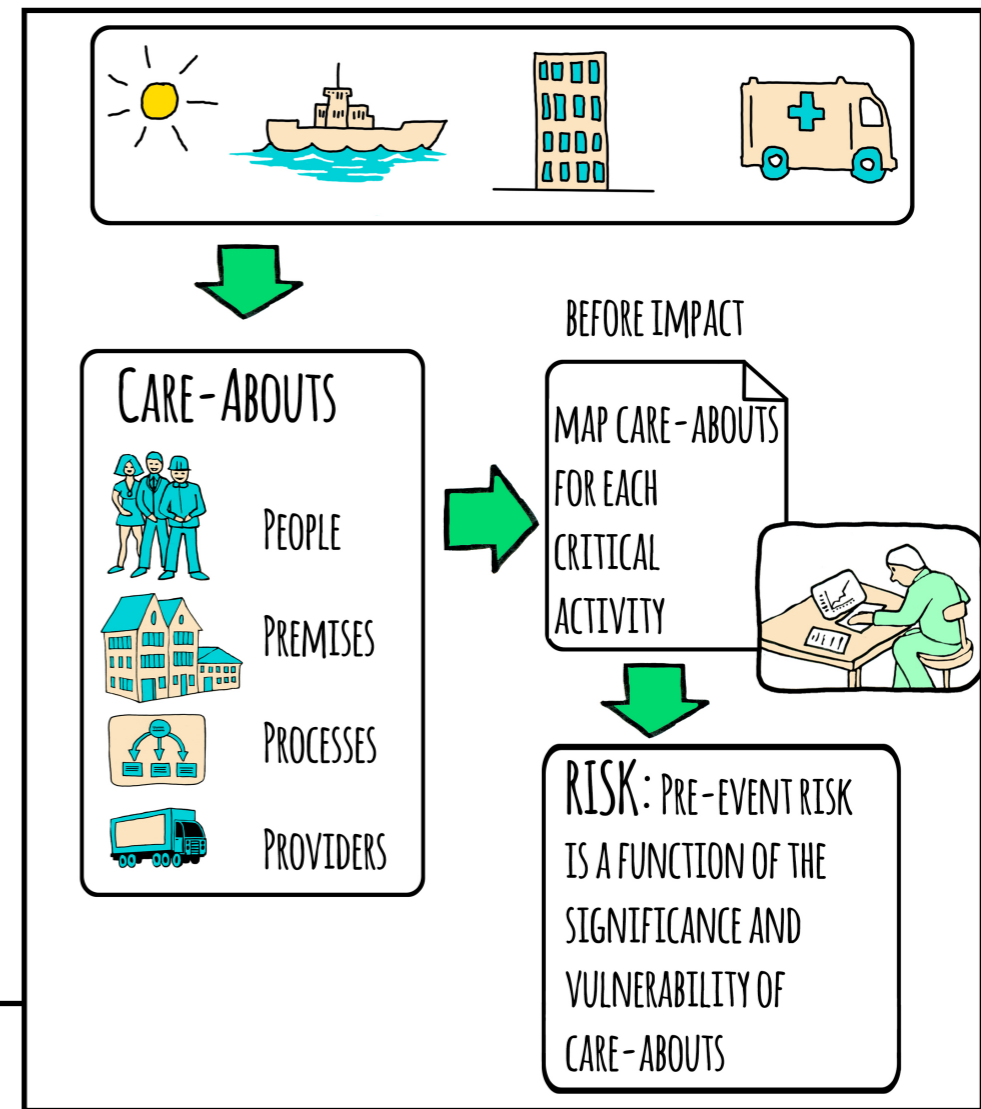 CARE-ABOUTS
PEOPLE
PREMISES
PROCESSES
PROVIDERS
BEFORE IMPACT
MAP CARE-ABOUTS
FOR EACH
CRITICAL
ACTIVITY
RISK: PRE-EVENT RISK
IS A FUNCTION OF THE
SIGNIFICANCE AND
VULNERABILITY OF
CARE-ABOUTS